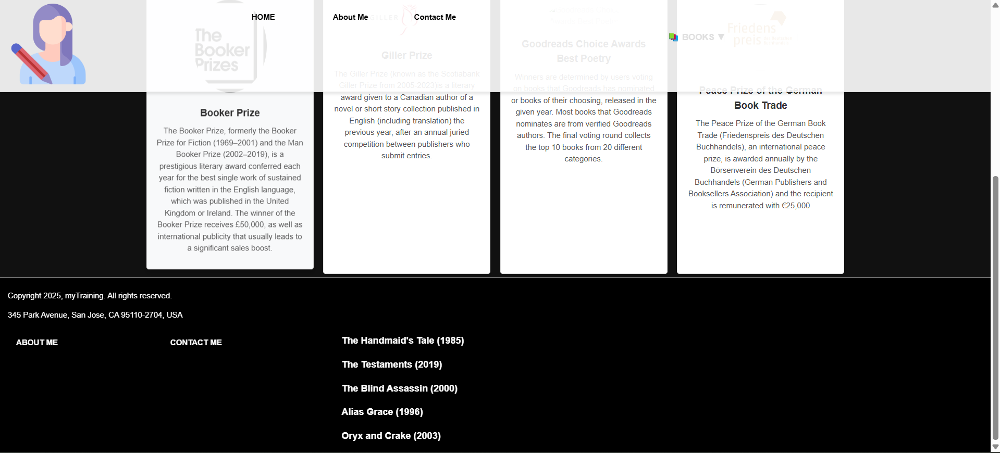 HOME
About Me
Contact Me
BOOKS ▼
The
Booker
Prizes
Booker Prize
The Booker Prize, formerly the Booker
Prize for Fiction (1969–2001) and the Man
Booker Prize (2002–2019), is a
prestigious literary award conferred each
year for the best single work of sustained
fiction written in the English language,
which was published in the United
Kingdom or Ireland. The winner of the
Booker Prize receives £50,000, as well as
international publicity that usually leads to
a significant sales boost.
GILLER
Giller Prize
The Giller Prize (known as the Scotiabank
Giller Prize from 2005-2023)is a literary
award given to a Canadian author of a
novel or short story collection published in
English (including translation) the
previous year, after an annual juried
competition between publishers who
submit entries.
Goodreads Choice Awards
Best Poetry
Winners are determined by users voting
on books that Goodreads has nominated
or books of their choosing, released in the
given year. Most books that Goodreads
nominates are from verified Goodreads
authors. The final voting round collects
the top 10 books from 20 different
categories.
Friedens
preis
Peace Prize of the German
Book Trade
The Peace Prize of the German Book
Trade (Friedenspreis des Deutschen
Buchhandels), an international peace
prize, is awarded annually by the
Börsenverein des Deutschen
Buchhandels (German Publishers and
Booksellers Association) and the recipient
is remunerated with €25,000
Copyright 2025, myTraining. All rights reserved.
345 Park Avenue, San Jose, CA 95110-2704, USA
ABOUT ME
CONTACT ME
The Handmaid's Tale (1985)
The Testaments (2019)
The Blind Assassin (2000)
Alias Grace (1996)
Oryx and Crake (2003)